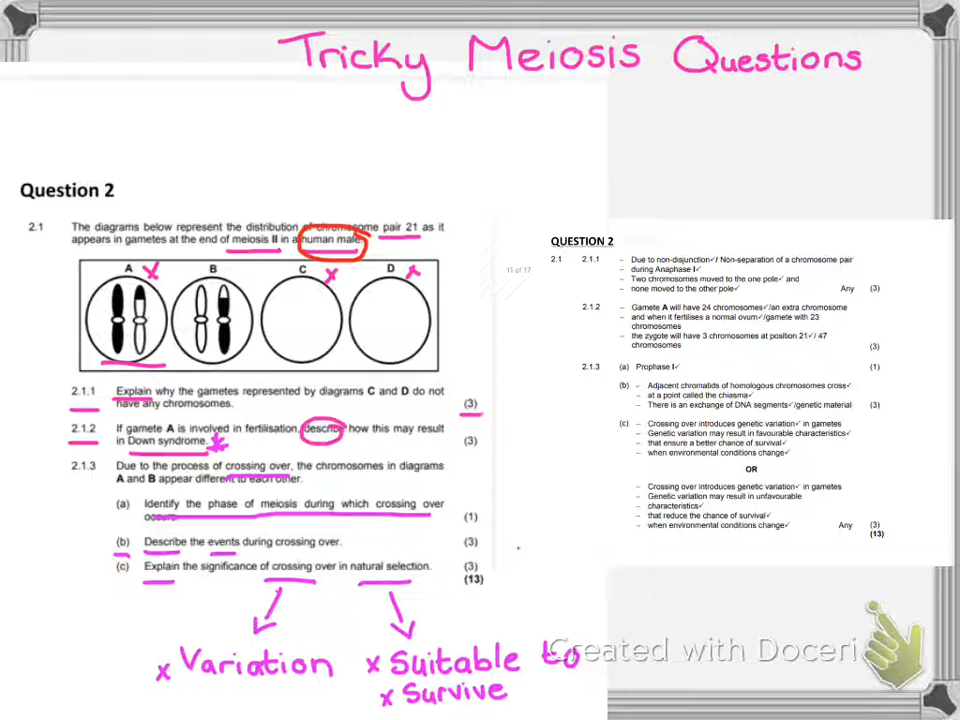 Tricky Meiosis Questions
Question 2
2.1 The diagrams below represent the distribution of chromosome pair 21 as it
appears in gametes at the end of meiosis II in a human male.
A B C D
2.1.1 Explain why the gametes represented by diagrams C and D do not
have any chromosomes. (3)
2.1.2 If gamete A is involved in fertilisation, describe how this may result
in Down syndrome. (3)
2.1.3 Due to the process of crossing over, the chromosomes in diagrams
A and B appear different to each other.
(a) Identify the phase of meiosis during which crossing over
occurs. (1)
(b) Describe the events during crossing over. (3)
(c) Explain the significance of crossing over in natural selection. (3)
(13)
x Variation x Suitable to
x Survive
11 of 17
QUESTION 2
2.1 2.1.1 – Due to non-disjunction✓/ Non-separation of a chromosome pair
– during Anaphase I✓
– Two chromosomes moved to the one pole✓ and
– none moved to the other pole✓ Any (3)
2.1.2 – Gamete A will have 24 chromosomes✓/an extra chromosome
– and when it fertilises a normal ovum✓/gamete with 23
chromosomes
– the zygote will have 3 chromosomes at position 21✓/ 47
chromosomes (3)
2.1.3 (a) Prophase I✓ (1)
(b) – Adjacent chromatids of homologous chromosomes cross✓
– at a point called the chiasma✓
– There is an exchange of DNA segments✓/genetic material (3)
(c) – Crossing over introduces genetic variation✓ in gametes
– Genetic variation may result in favourable characteristics✓
– that ensure a better chance of survival✓
– when environmental conditions change✓
OR
– Crossing over introduces genetic variation✓ in gametes
– Genetic variation may result in unfavourable
– characteristics✓
– that reduce the chance of survival✓
– when environmental conditions change✓ Any (3)
(13)
Created with Doceri